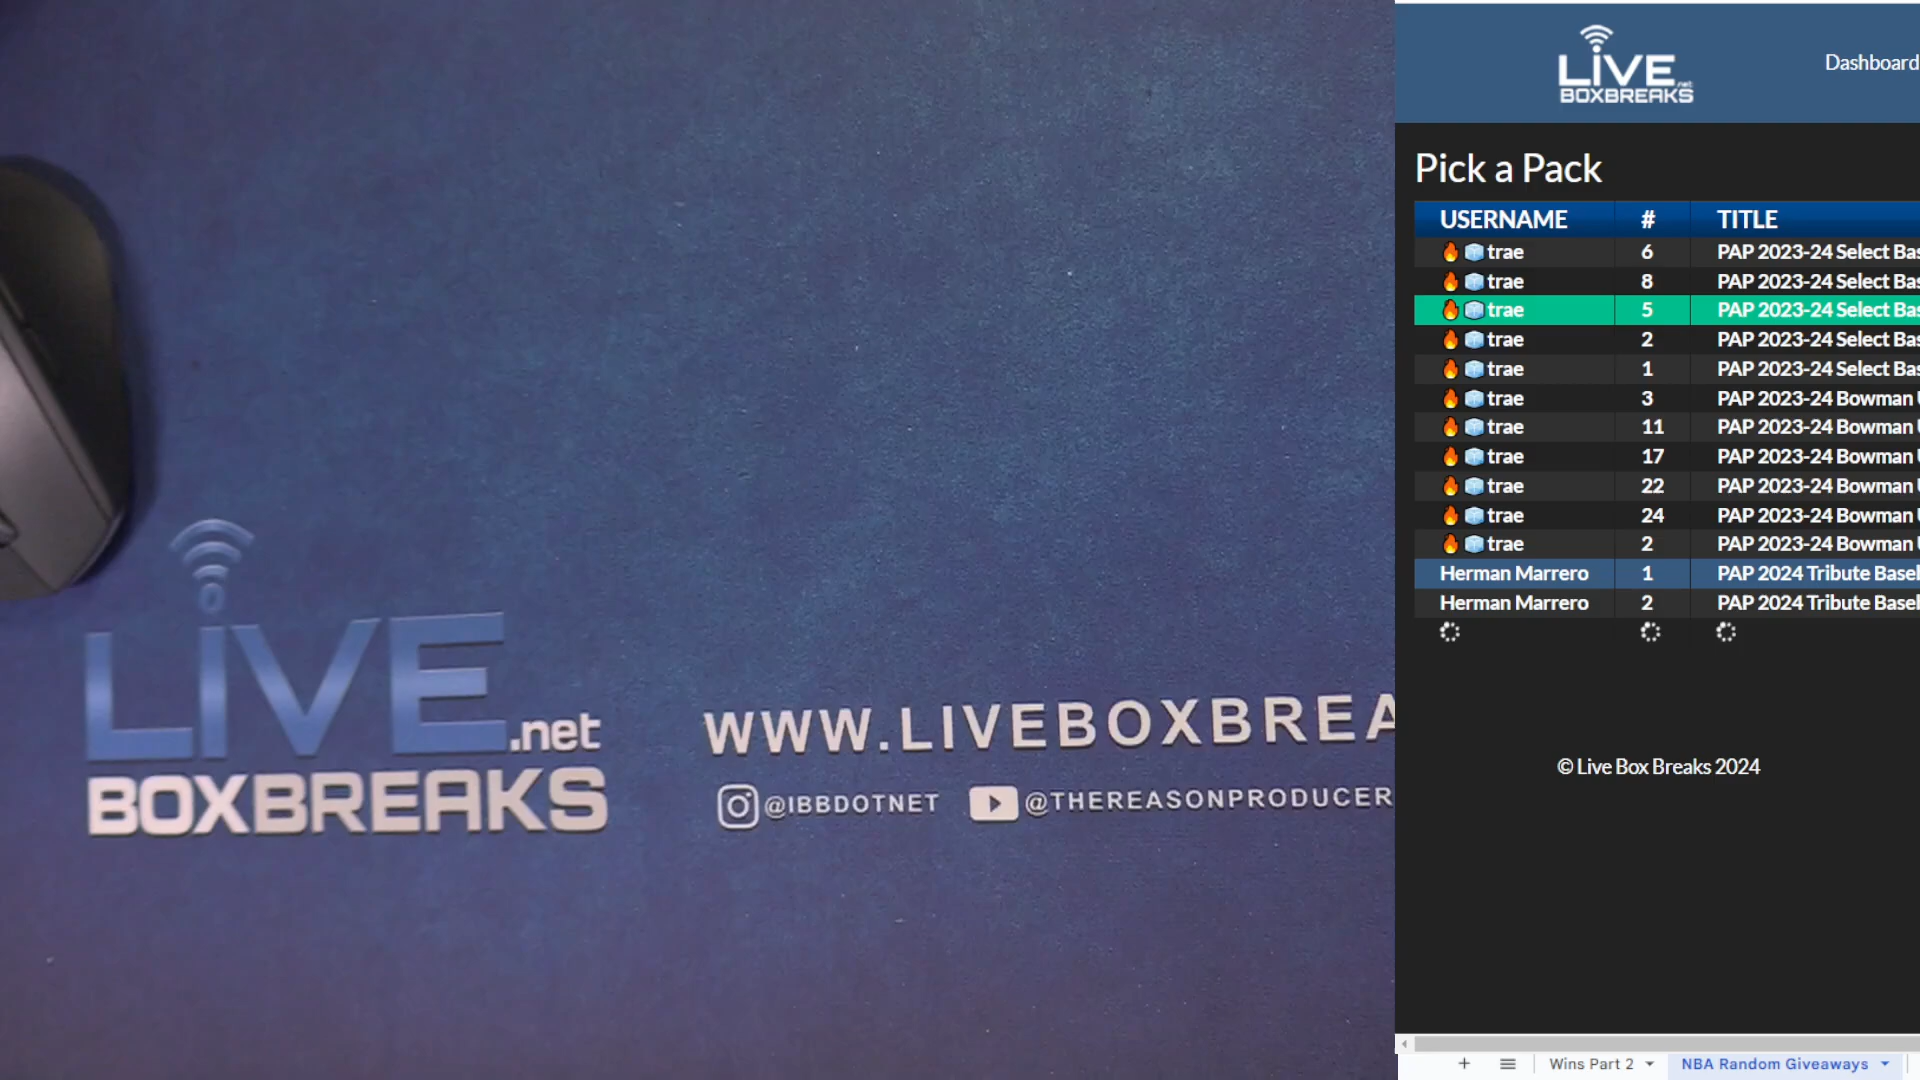 LIVE.net
BOXBREAKS
WWW.LIVEBOXBREA
@IBBDOTNET @THEREASONPRODUCER
LIVE.net
BOXBREAKS
Dashboard
Pick a Pack
USERNAME # TITLE
🔥🧊trae 6 PAP 2023-24 Select Bas
🔥🧊trae 8 PAP 2023-24 Select Bas
🔥🧊trae 5 PAP 2023-24 Select Bas
🔥🧊trae 2 PAP 2023-24 Select Bas
🔥🧊trae 1 PAP 2023-24 Select Bas
🔥🧊trae 3 PAP 2023-24 Bowman U
🔥🧊trae 11 PAP 2023-24 Bowman U
🔥🧊trae 17 PAP 2023-24 Bowman U
🔥🧊trae 22 PAP 2023-24 Bowman U
🔥🧊trae 24 PAP 2023-24 Bowman U
🔥🧊trae 2 PAP 2023-24 Bowman U
Herman Marrero 1 PAP 2024 Tribute Basel
Herman Marrero 2 PAP 2024 Tribute Basel
© Live Box Breaks 2024
+ Wins Part 2 NBA Random Giveaways